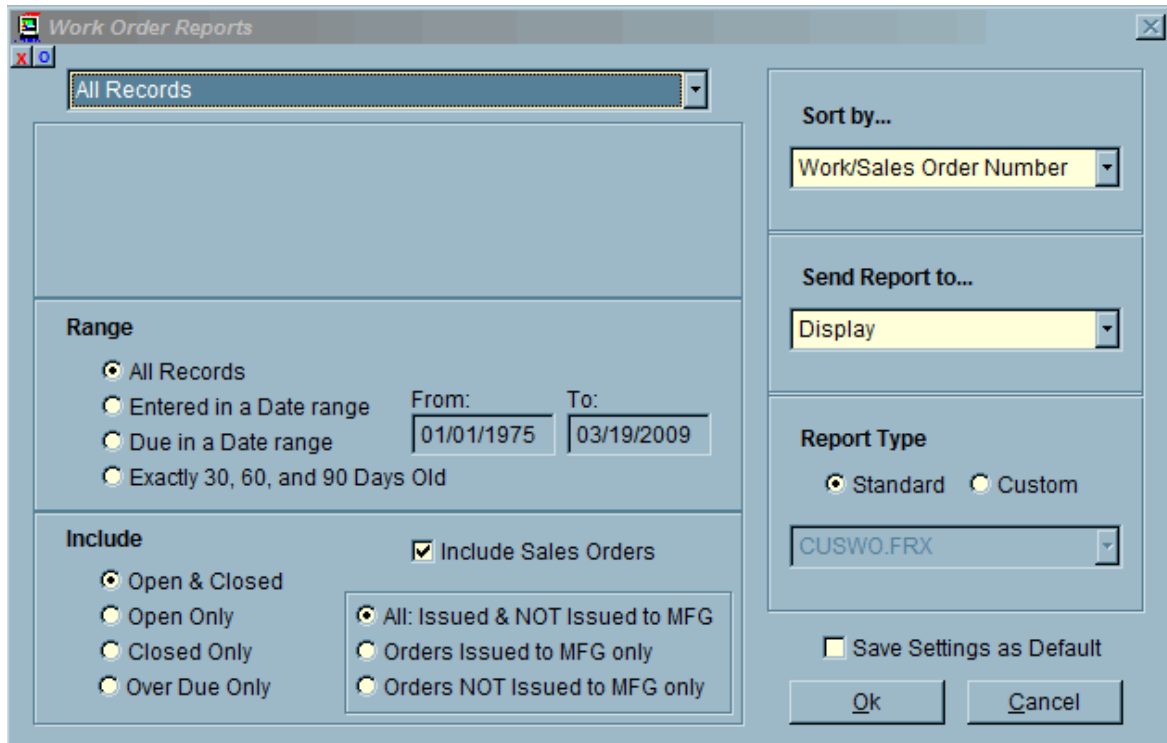 Work Order Reports
X O
All Records
Range
All Records
Entered in a Date range
Due in a Date range
Exactly 30, 60, and 90 Days Old
From: To:
01/01/1975 03/19/2009
Include
Include Sales Orders
Open & Closed
Open Only
Closed Only
Over Due Only
All: Issued & NOT Issued to MFG
Orders Issued to MFG only
Orders NOT Issued to MFG only
Sort by...
Work/Sales Order Number
Send Report to...
Display
Report Type
Standard Custom
CUSWO.FRX
Save Settings as Default
Ok Cancel